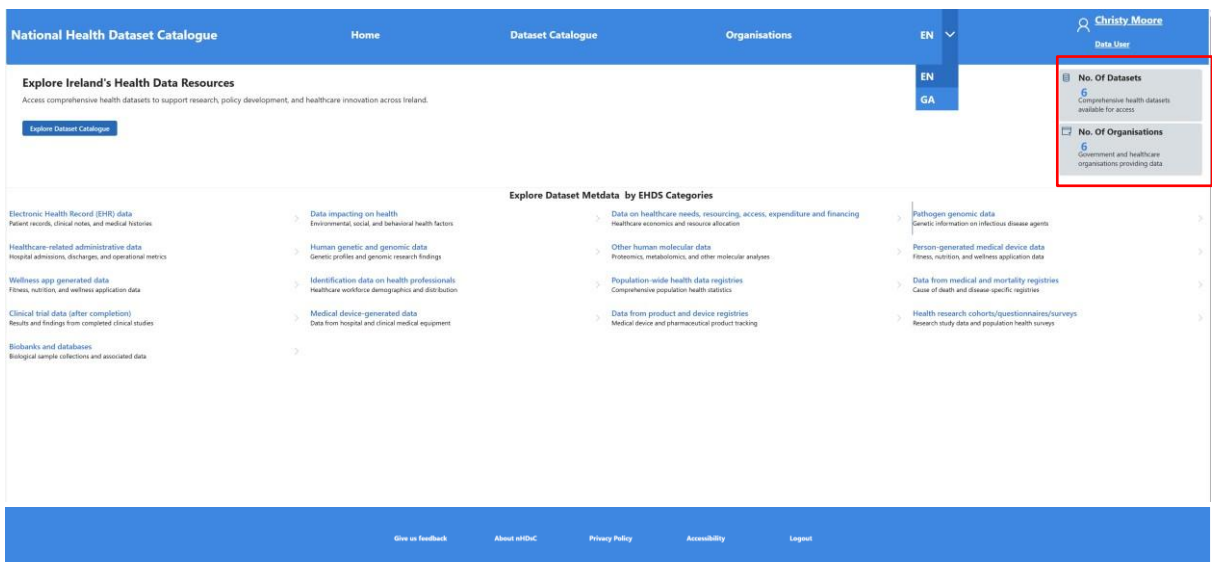 National Health Dataset Catalogue
Home
Dataset Catalogue
Organisations
EN
Christy Moore
Data User
EN
GA
Explore Ireland's Health Data Resources
Access comprehensive health datasets to support research, policy development, and healthcare innovation across Ireland.
Explore Dataset Catalogue
No. Of Datasets
6
Comprehensive health datasets
available for access
No. Of Organisations
6
Government and healthcare
organisations providing data
Explore Dataset Metdata by EHDS Categories
Electronic Health Record (EHR) data
Patient records, clinical notes, and medical histories
Data impacting on health
Environmental, social, and behavioral health factors
Data on healthcare needs, resourcing, access, expenditure and financing
Healthcare economics and resource allocation
Pathogen genomic data
Genetic information on infectious disease agents
Healthcare-related administrative data
Hospital admissions, discharges, and operational metrics
Human genetic and genomic data
Genetic profiles and genomic research findings
Other human molecular data
Proteomics, metabolomics, and other molecular analyses
Person-generated medical device data
Fitness, nutrition, and wellness application data
Wellness app generated data
Fitness, nutrition, and wellness application data
Identification data on health professionals
Healthcare workforce demographics and distribution
Population-wide health data registries
Comprehensive population health statistics
Data from medical and mortality registries
Cause of death and disease-specific registries
Clinical trial data (after completion)
Results and findings from completed clinical studies
Medical device-generated data
Data from hospital and clinical medical equipment
Data from product and device registries
Medical device and pharmaceutical product tracking
Health research cohorts/questionnaires/surveys
Research study data and population health surveys
Biobanks and databases
Biological sample collections and associated data
Give us feedback
About nHDsC
Privacy Policy
Accessibility
Logout